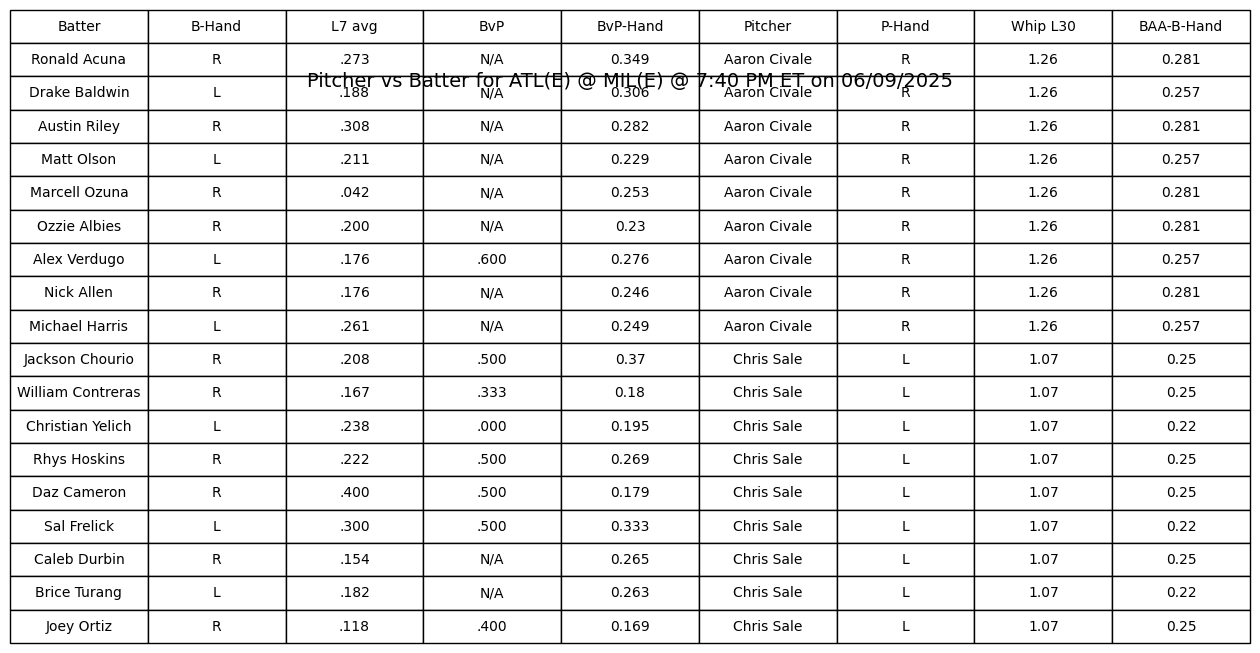 Batter B-Hand L7 avg BvP BvP-Hand Pitcher P-Hand Whip L30 BAA-B-Hand
Ronald Acuna R .273 N/A 0.349 Aaron Civale R 1.26 0.281
Pitcher vs Batter for ATL(E) @ MIL(E) @ 7:40 PM ET on 06/09/2025
Drake Baldwin L .188 N/A 0.306 Aaron Civale R 1.26 0.257
Austin Riley R .308 N/A 0.282 Aaron Civale R 1.26 0.281
Matt Olson L .211 N/A 0.229 Aaron Civale R 1.26 0.257
Marcell Ozuna R .042 N/A 0.253 Aaron Civale R 1.26 0.281
Ozzie Albies R .200 N/A 0.23 Aaron Civale R 1.26 0.281
Alex Verdugo L .176 .600 0.276 Aaron Civale R 1.26 0.257
Nick Allen R .176 N/A 0.246 Aaron Civale R 1.26 0.281
Michael Harris L .261 N/A 0.249 Aaron Civale R 1.26 0.257
Jackson Chourio R .208 .500 0.37 Chris Sale L 1.07 0.25
William Contreras R .167 .333 0.18 Chris Sale L 1.07 0.25
Christian Yelich L .238 .000 0.195 Chris Sale L 1.07 0.22
Rhys Hoskins R .222 .500 0.269 Chris Sale L 1.07 0.25
Daz Cameron R .400 .500 0.179 Chris Sale L 1.07 0.25
Sal Frelick L .300 .500 0.333 Chris Sale L 1.07 0.22
Caleb Durbin R .154 N/A 0.265 Chris Sale L 1.07 0.25
Brice Turang L .182 N/A 0.263 Chris Sale L 1.07 0.22
Joey Ortiz R .118 .400 0.169 Chris Sale L 1.07 0.25